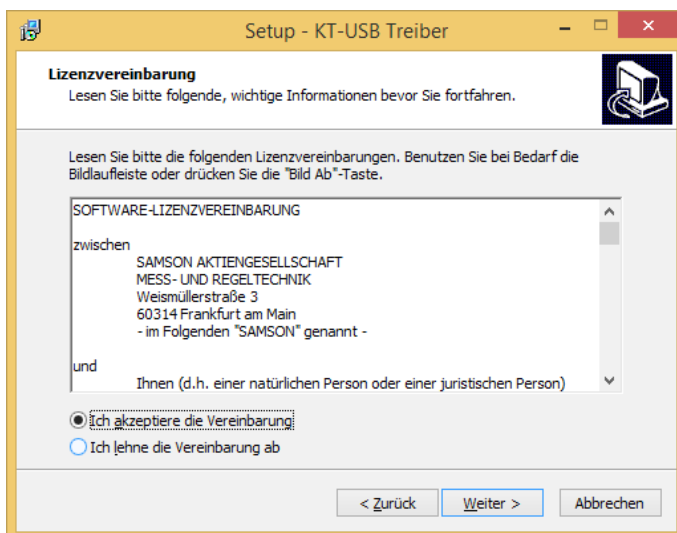 Setup - KT-USB Treiber
Lizenzvereinbarung
Lesen Sie bitte folgende, wichtige Informationen bevor Sie fortfahren.
Lesen Sie bitte die folgenden Lizenzvereinbarungen. Benutzen Sie bei Bedarf die
Bildlaufleiste oder drücken Sie die "Bild Ab"-Taste.
SOFTWARE-LIZENZVEREINBARUNG
zwischen
SAMSON AKTIENGESELLSCHAFT
MESS- UND REGELTECHNIK
Weismüllerstraße 3
60314 Frankfurt am Main
- im Folgenden "SAMSON" genannt -
und
Ihnen (d.h. einer natürlichen Person oder einer juristischen Person)
Ich akzeptiere die Vereinbarung
Ich lehne die Vereinbarung ab
< Zurück Weiter > Abbrechen